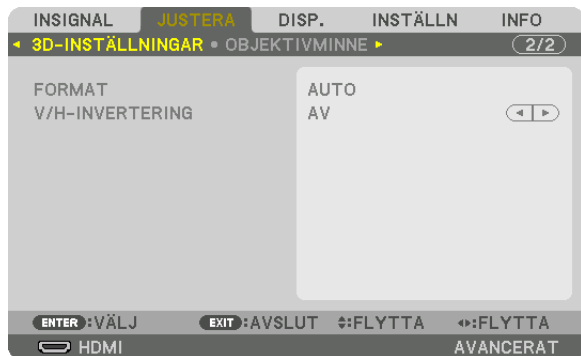 INSIGNAL JUSTERA DISP. INSTÄLLN INFO
3D-INSTÄLLNINGAR • OBJEKTIVMINNE 2/2
FORMAT AUTO
V/H-INVERTERING AV
ENTER:VÄLJ EXIT:AVSLUT :FLYTTA :FLYTTA
HDMI AVANCERAT